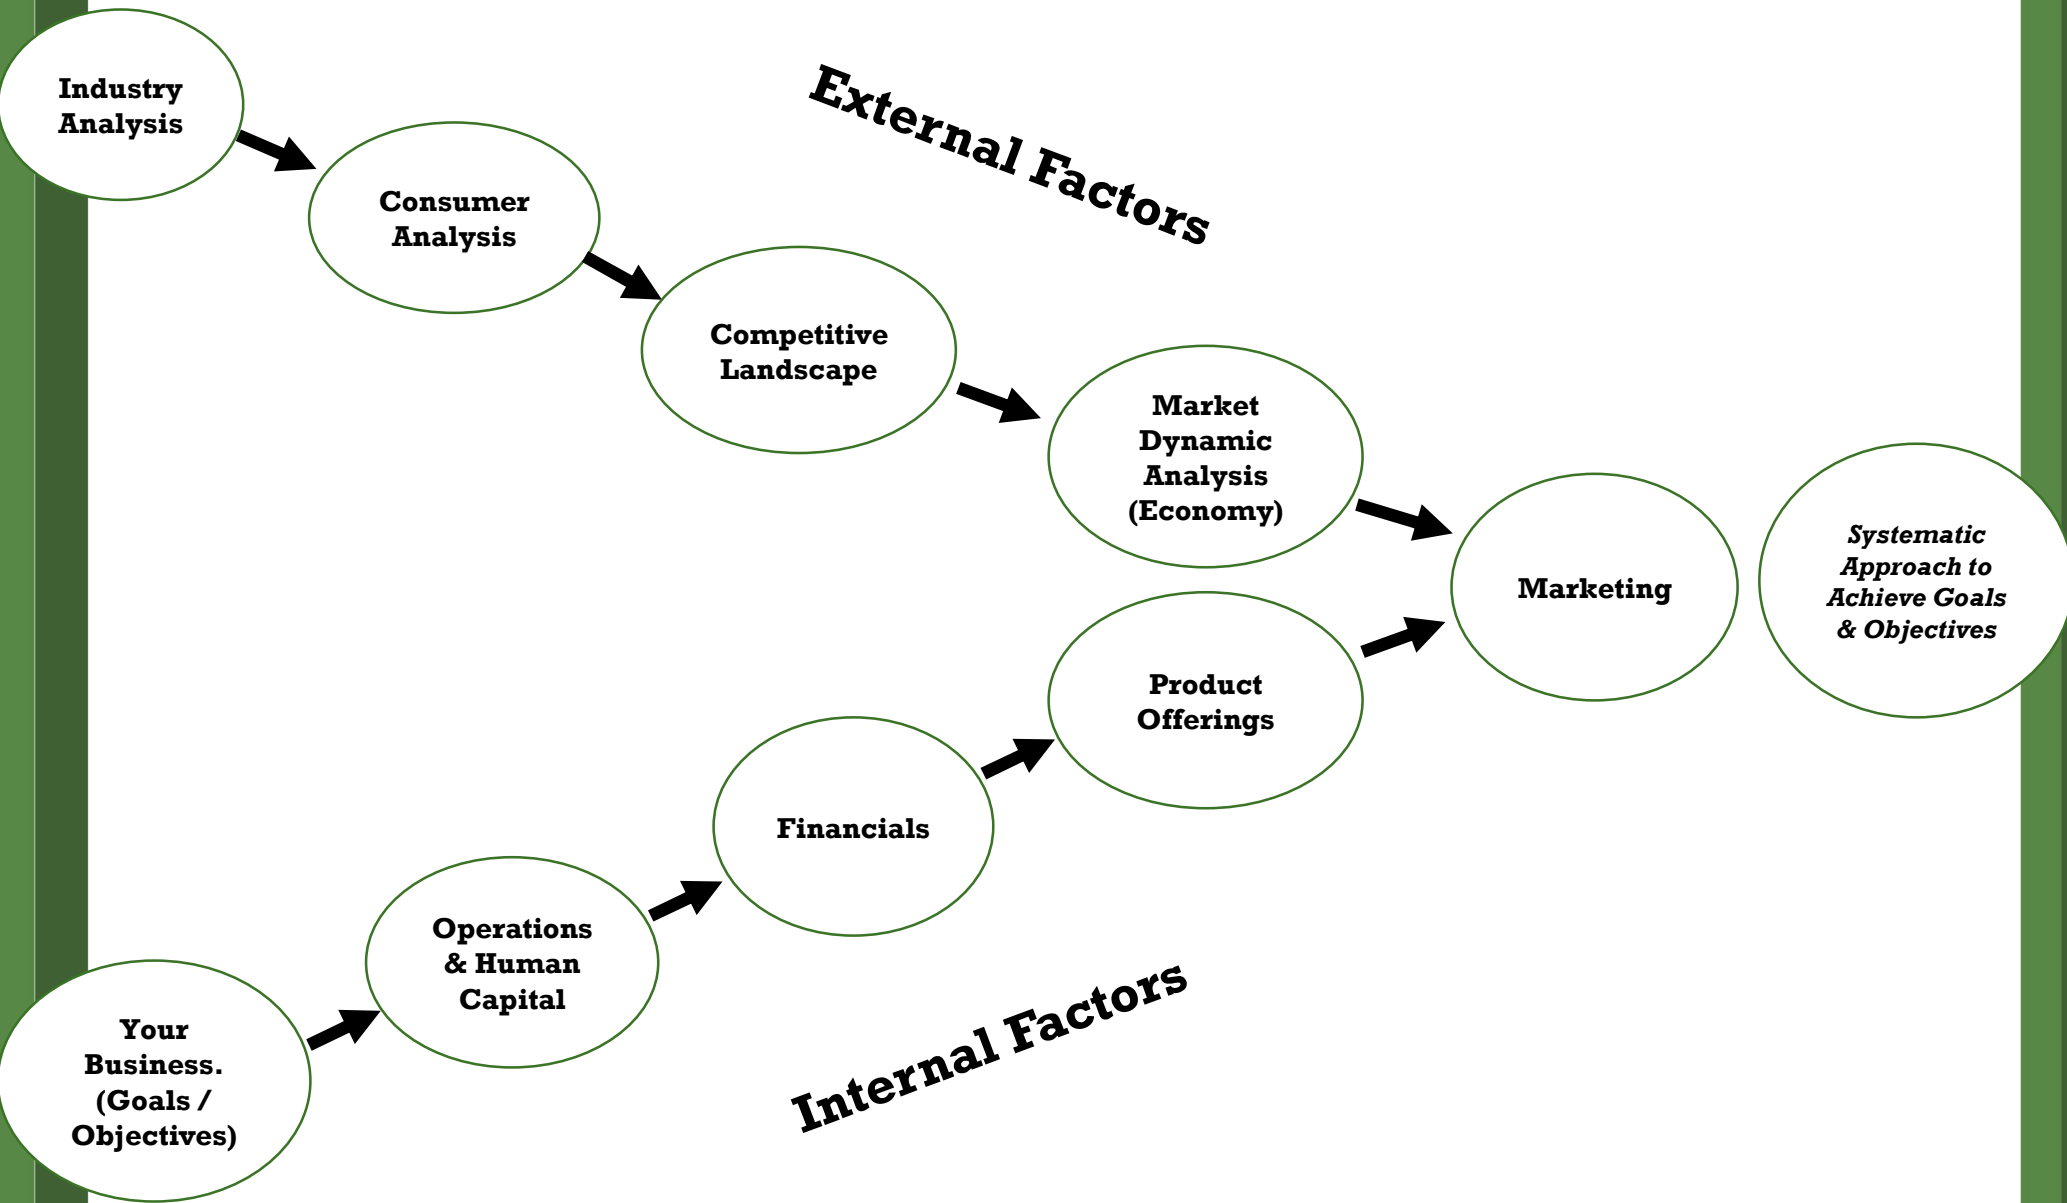 Industry
Analysis
External Factors
Consumer
Analysis
Competitive
Landscape
Market
Dynamic
Analysis
(Economy)
Marketing
Systematic
Approach to
Achieve Goals
& Objectives
Product
Offerings
Financials
Operations
& Human
Capital
Your
Business.
(Goals /
Objectives)
Internal Factors